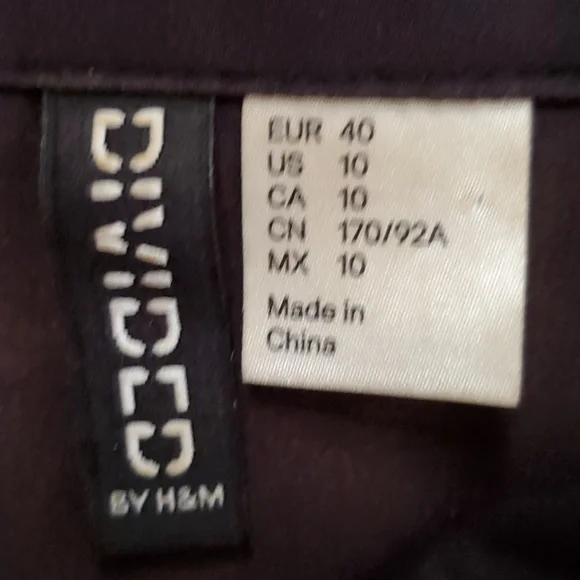 DIVIDED
BY H&M
EUR 40
US 10
CA 10
CN 170/92A
MX 10
Made in
China